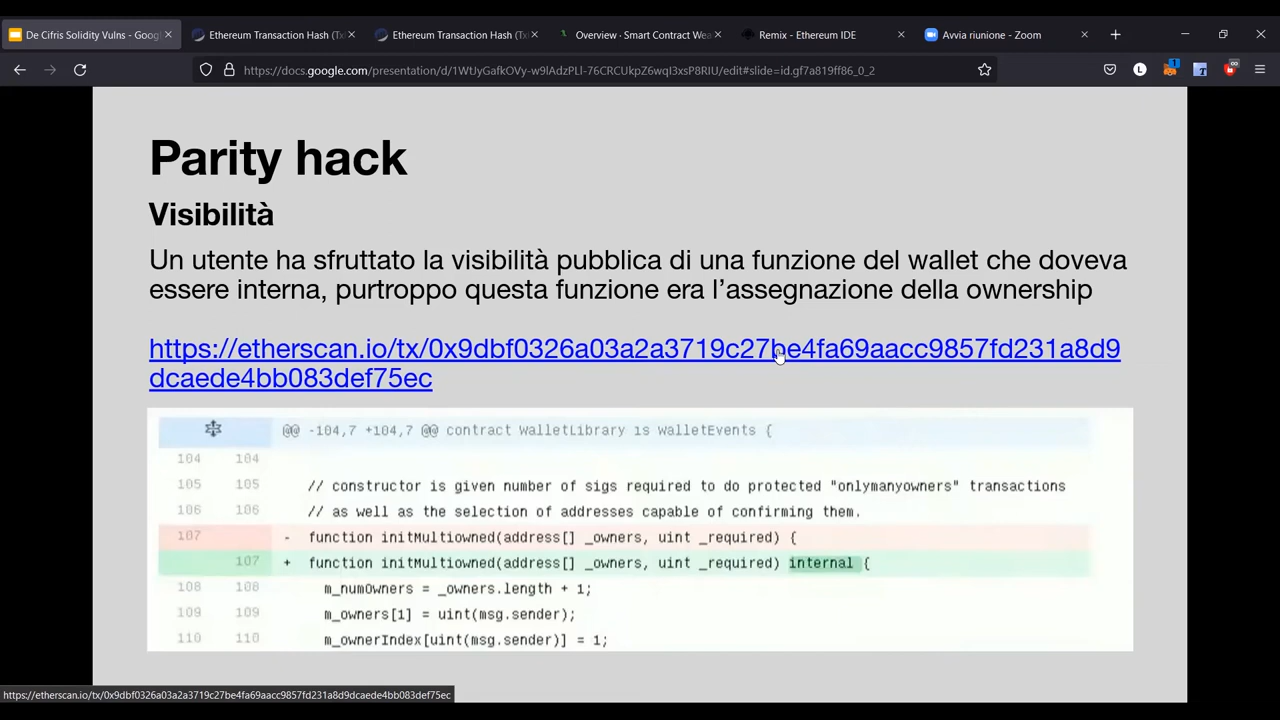 De Cifris Solidity Vulns - Goog
Ethereum Transaction Hash (Tx
Ethereum Transaction Hash (Tx
Overview · Smart Contract Wea
Remix - Ethereum IDE
Avvia riunione - Zoom
https://docs.google.com/presentation/d/1WtJyGafkOVy-w9lAdzPLl-76CRCUkpZ6wqI3xsP8RIU/edit#slide=id.gf7a819ff86_0_2
Parity hack
Visibilità
Un utente ha sfruttato la visibilità pubblica di una funzione del wallet che doveva
essere interna, purtroppo questa funzione era l’assegnazione della ownership
https://etherscan.io/tx/0x9dbf0326a03a2a3719c27be4fa69aacc9857fd231a8d9
dcaede4bb083def75ec
@@ -104,7 +104,7 @@ contract WalletLibrary is WalletEvents {
104 104
105 105 // constructor is given number of sigs required to do protected "onlymanyowners" transactions
106 106 // as well as the selection of addresses capable of confirming them.
107 - function initMultiowned(address[] _owners, uint _required) {
107 + function initMultiowned(address[] _owners, uint _required) internal {
108 108 m_numOwners = _owners.length + 1;
109 109 m_owners[1] = uint(msg.sender);
110 110 m_ownerIndex[uint(msg.sender)] = 1;
https://etherscan.io/tx/0x9dbf0326a03a2a3719c27be4fa69aacc9857fd231a8d9dcaede4bb083def75ec